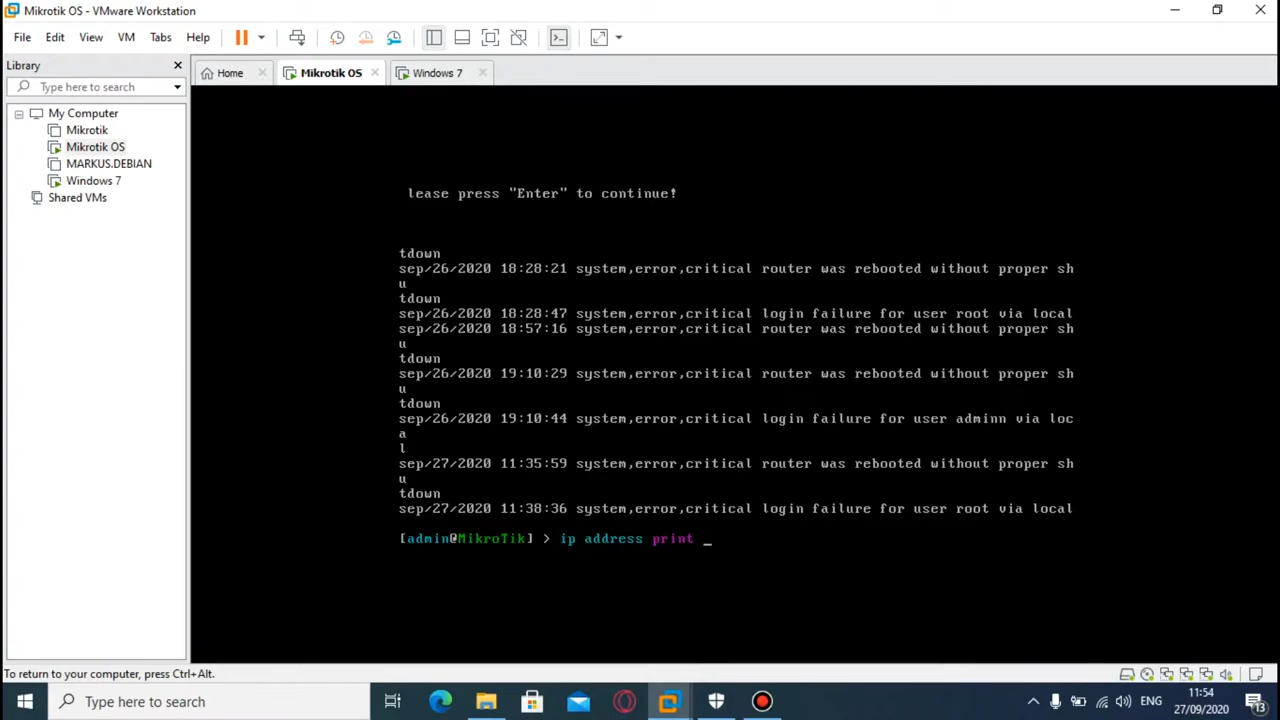 Mikrotik OS - VMware Workstation
File Edit View VM Tabs Help
Library
Type here to search
Home
Mikrotik OS
Windows 7
My Computer
Mikrotik
Mikrotik OS
MARKUS.DEBIAN
Windows 7
Shared VMs
lease press "Enter" to continue!
tdown
sep/26/2020 18:28:21 system,error,critical router was rebooted without proper sh
u
tdown
sep/26/2020 18:28:47 system,error,critical login failure for user root via local
sep/26/2020 18:57:16 system,error,critical router was rebooted without proper sh
u
tdown
sep/26/2020 19:10:29 system,error,critical router was rebooted without proper sh
u
tdown
sep/26/2020 19:10:44 system,error,critical login failure for user adminn via loc
a
l
sep/27/2020 11:35:59 system,error,critical router was rebooted without proper sh
u
tdown
sep/27/2020 11:38:36 system,error,critical login failure for user root via local
[admin@MikroTik] > ip address print _
To return to your computer, press Ctrl+Alt.
Type here to search
ENG
11:54
27/09/2020
13